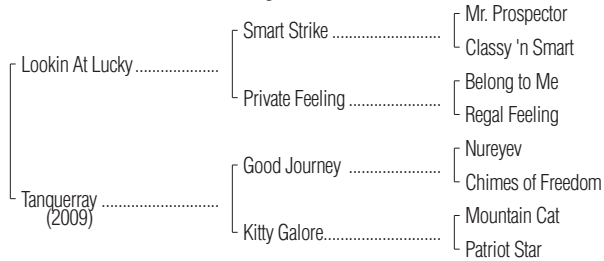 Mr. Prospector
Smart Strike ........................
Classy 'n Smart
Lookin At Lucky ....................
Belong to Me
Private Feeling .....................
Regal Feeling
Nureyev
Good Journey .....................
Chimes of Freedom
Tanquerray ............................
(2009)
Mountain Cat
Kitty Galore...........................
Patriot Star